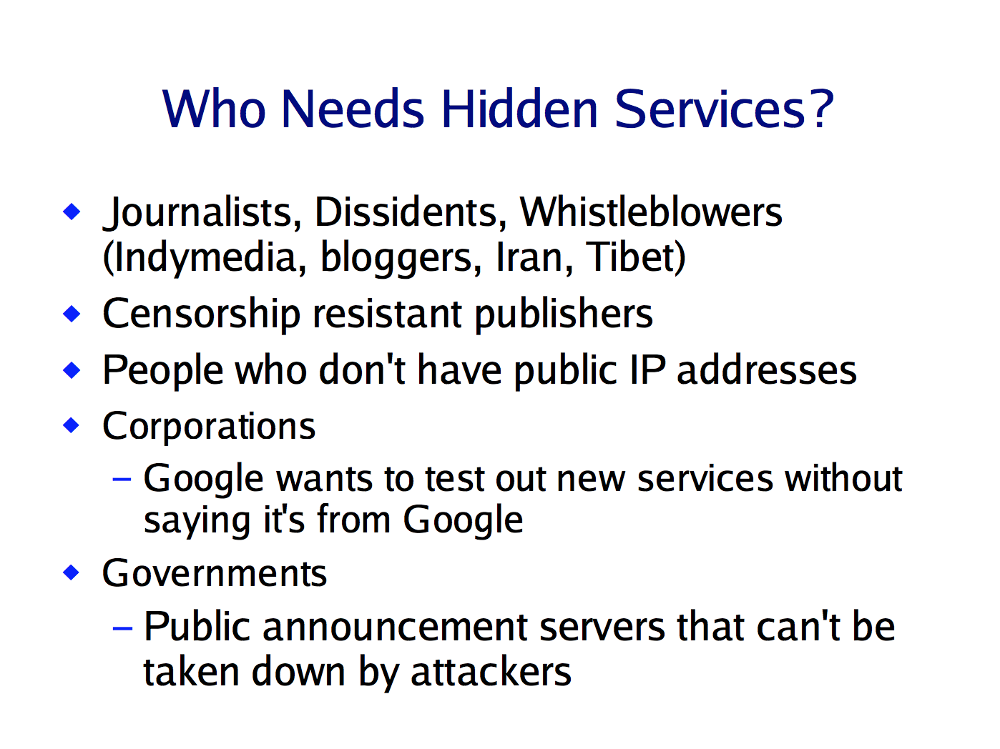 Who Needs Hidden Services?
Journalists, Dissidents, Whistleblowers
(Indymedia, bloggers, Iran, Tibet)
Censorship resistant publishers
People who don't have public IP addresses
Corporations
– Google wants to test out new services without
saying it's from Google
Governments
– Public announcement servers that can't be
taken down by attackers